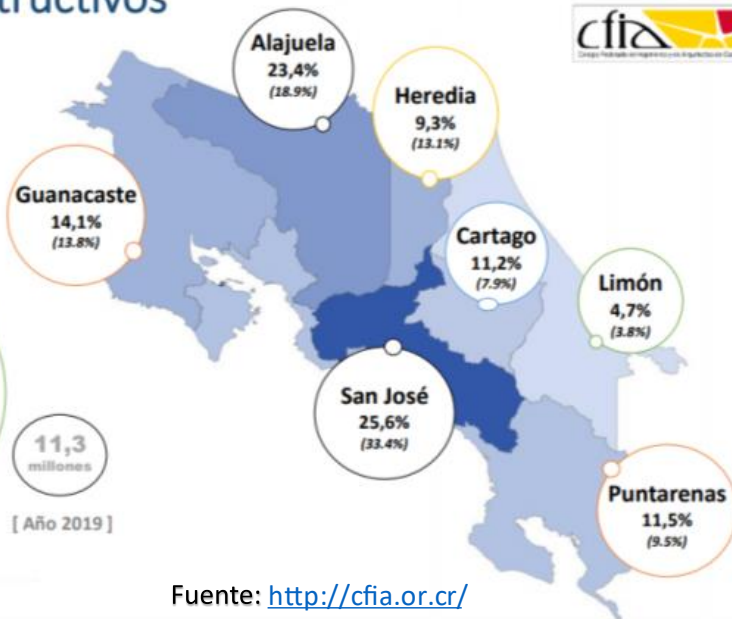 tructivos
cfia
Alajuela
23,4%
(18.9%)
Heredia
9,3%
(13.1%)
Guanacaste
14,1%
(13.8%)
Cartago
11,2%
(7.9%)
Limón
4,7%
(3.8%)
San José
25,6%
(33.4%)
11,3
millones
[ Año 2019 ]
Puntarenas
11,5%
(9.5%)
Fuente: http://cfia.or.cr/